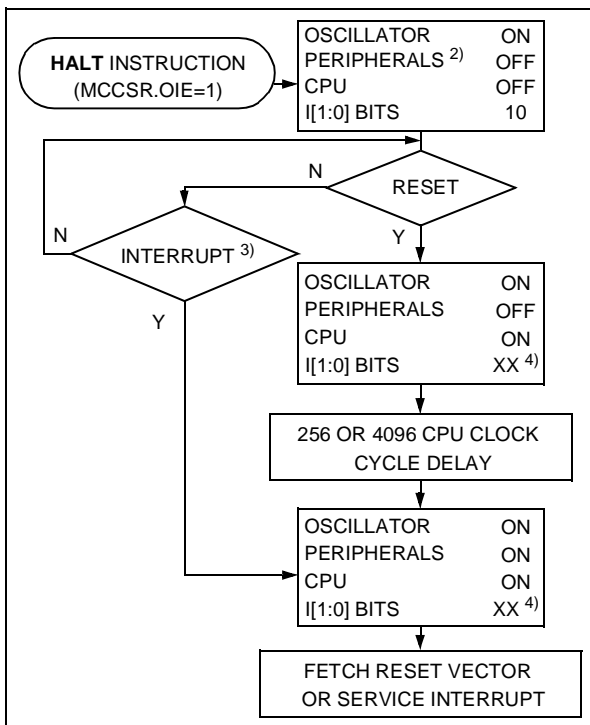 HALT INSTRUCTION
(MCCSR.OIE=1)
OSCILLATOR ON
PERIPHERALS 2) OFF
CPU OFF
I[1:0] BITS 10
N
RESET
N
INTERRUPT 3)
Y
Y
OSCILLATOR ON
PERIPHERALS OFF
CPU ON
I[1:0] BITS XX 4)
256 OR 4096 CPU CLOCK
CYCLE DELAY
OSCILLATOR ON
PERIPHERALS ON
CPU ON
I[1:0] BITS XX 4)
FETCH RESET VECTOR
OR SERVICE INTERRUPT